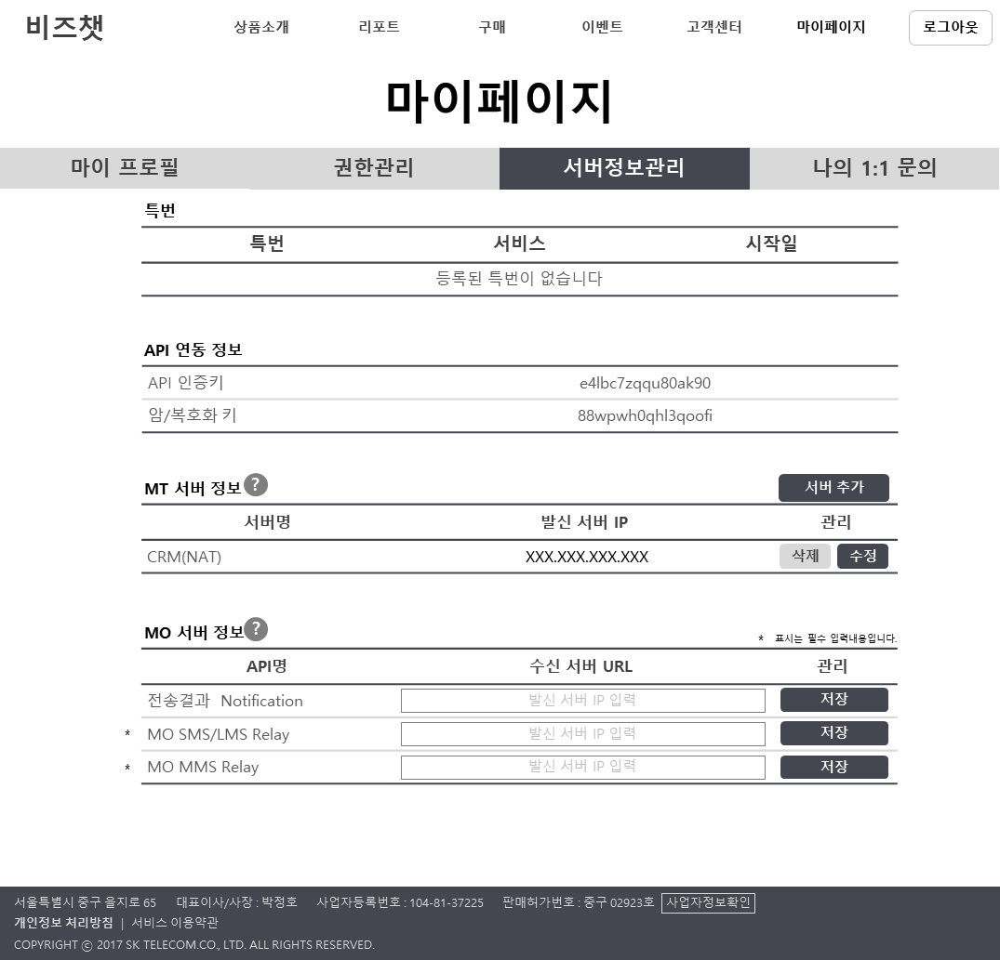 비즈챗 상품소개 리포트 구매 이벤트 고객센터 마이페이지 로그아웃
마이페이지
마이 프로필 권한관리 서버정보관리 나의 1:1 문의
특번
특번 서비스 시작일
등록된 특번이 없습니다
API 연동 정보
API 인증키 e4lbc7zqqu80ak90
암/복호화 키 88wpwh0qhl3qoofi
MT 서버 정보 ? 서버 추가
서버명 발신 서버 IP 관리
CRM(NAT) XXX.XXX.XXX.XXX 삭제 수정
MO 서버 정보 ? * 표시는 필수 입력내용입니다.
API명 수신 서버 URL 관리
전송결과 Notification 발신 서버 IP 입력 저장
* MO SMS/LMS Relay 발신 서버 IP 입력 저장
* MO MMS Relay 발신 서버 IP 입력 저장
서울특별시 중구 을지로 65 대표이사/사장 : 박정호 사업자등록번호 : 104-81-37225 판매허가번호 : 중구 02923호 사업자정보확인
개인정보 처리방침 | 서비스 이용약관
COPYRIGHT ⓒ 2017 SK TELECOM.CO., LTD. ALL RIGHTS RESERVED.